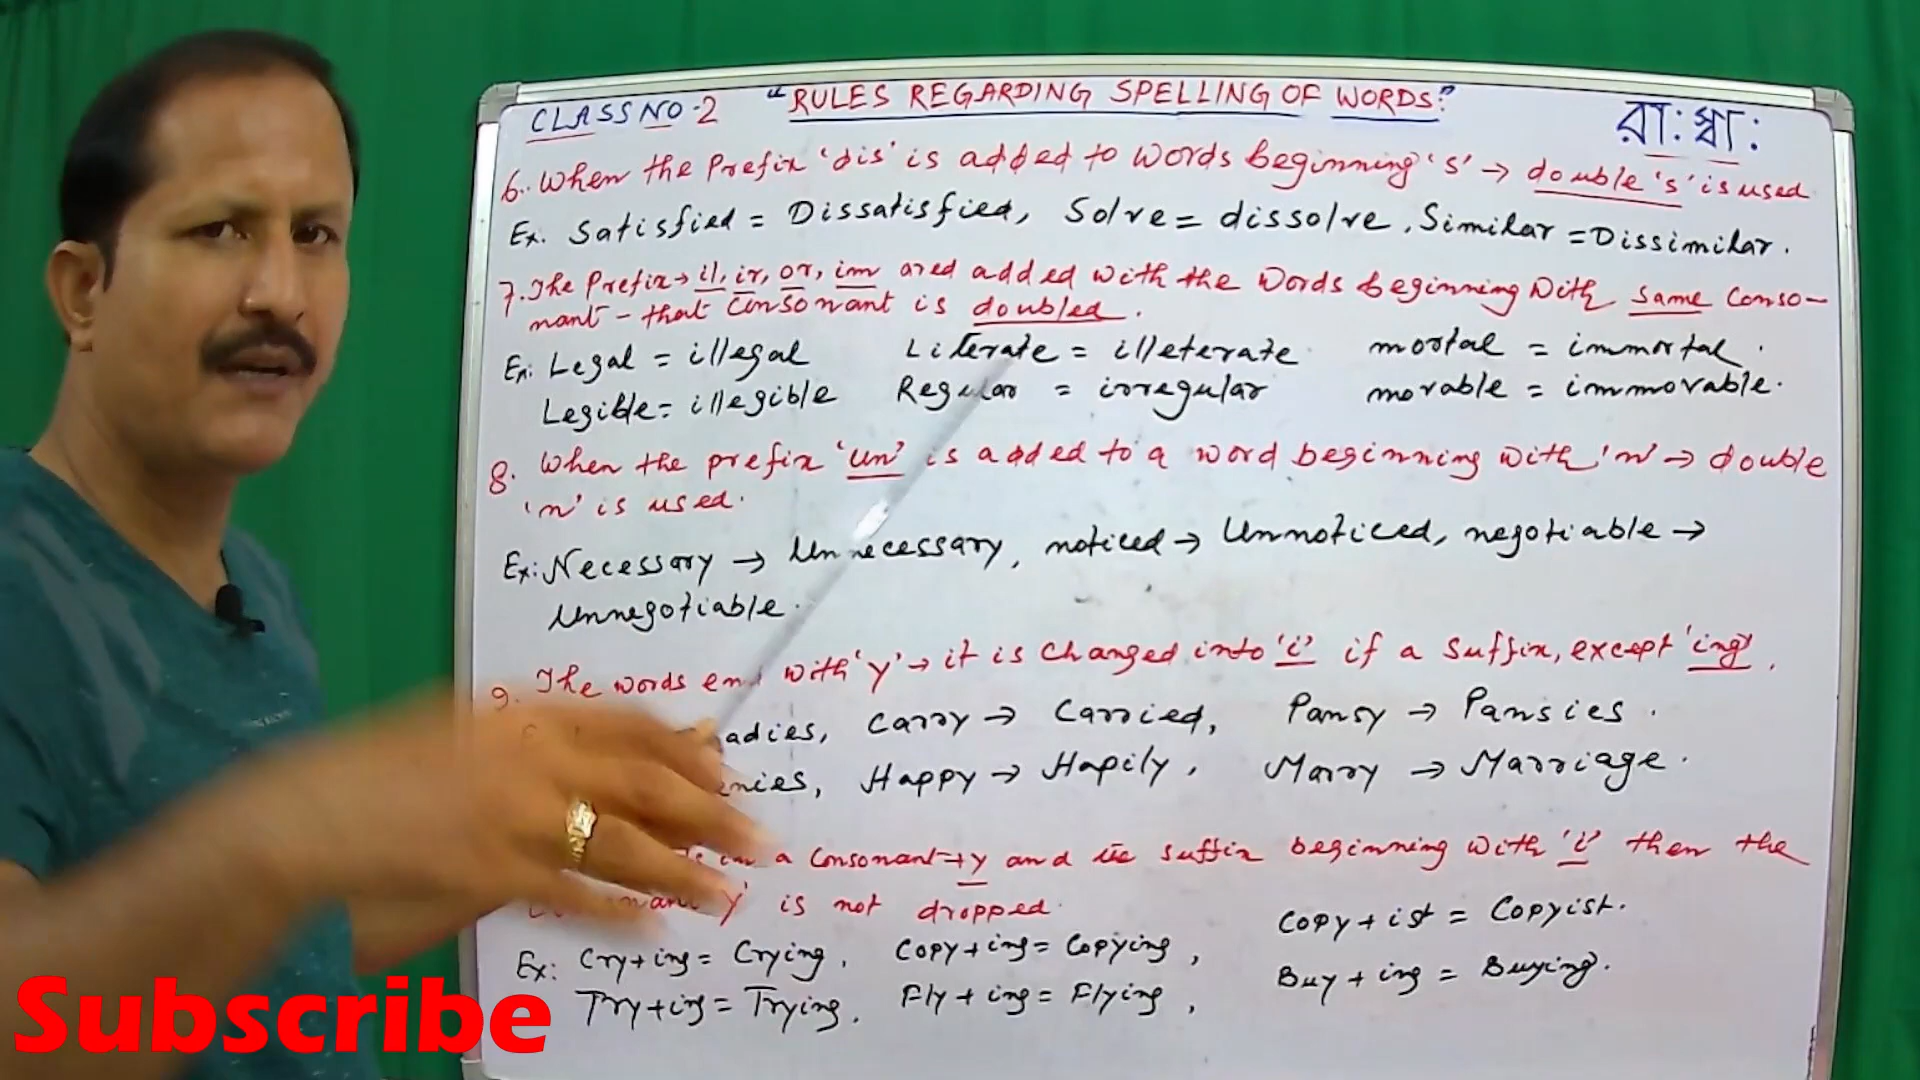 CLASS NO-2 "RULES REGARDING SPELLING OF WORDS:"
রা: স্বা:
6. When the Prefix 'dis' is added to words beginning 's' → double 's' is used
Ex. Satisfied = Dissatisfied, Solve = dissolve, Similar = Dissimilar.
7. The Prefix → il, ir, or, im ared added with the words beginning with same conso-
nant - that consonant is doubled.
Ex: Legal = illegal Literate = illeterate mortal = immortal.
Legible = illegible Regular = irregular movable = immovable.
8. When the prefix 'un' is added to a word beginning with 'n' → double
'n' is used.
Ex: Necessary → Unnecessary, noticed → Unnoticed, negotiable →
Unnegotiable.
9. The words end with 'y' → it is changed into 'i' if a suffix, except 'ing'.
adies, Carry → Carried, Pansy → Pansies.
nies, Happy → Hapily, Marry → Marriage.
in a consonant + y and suffix beginning with 'i' then the
y' is not dropped.
Ex: Cry + ing = Crying, Copy + ing = Copying, Copy + ist = Copyist.
Try + ing = Trying, Fly + ing = Flying, Buy + ing = Buying.
Subscribe